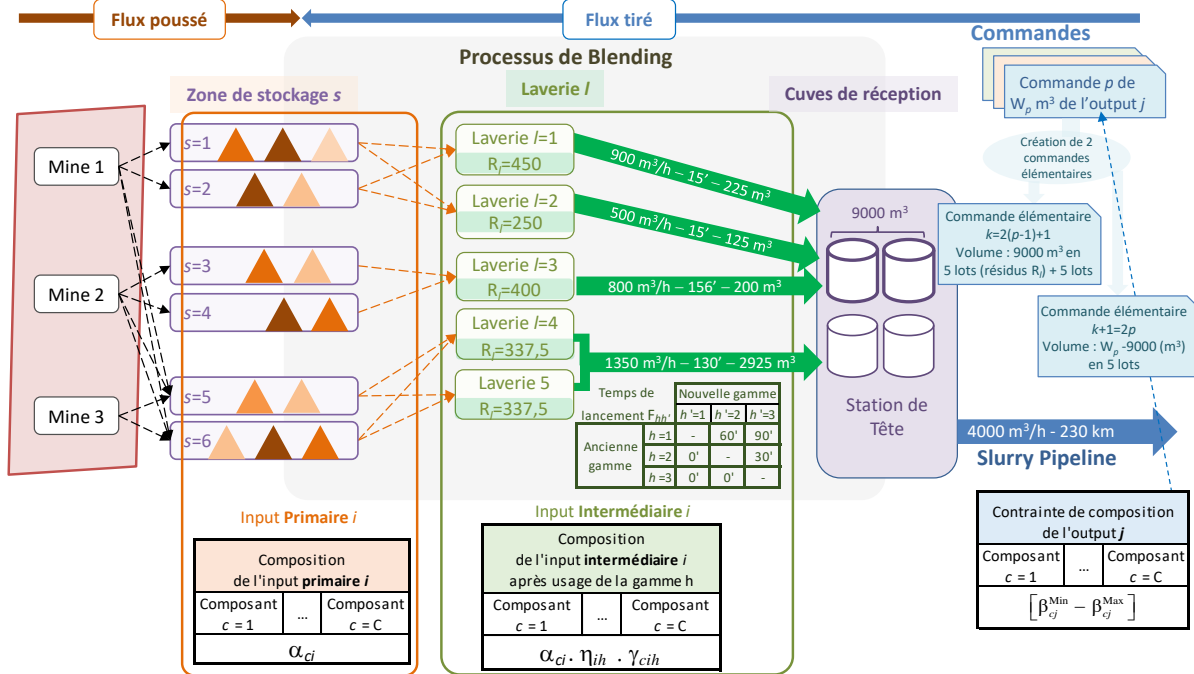 Flux poussé
Flux tiré
Commandes
Processus de Blending
Commande p de
Wp m³ de l'output j
Zone de stockage s
Laverie l
Cuves de réception
Création de 2
commandes
élémentaires
Mine 1
Mine 2
Mine 3
s=1
s=2
s=3
s=4
s=5
s=6
Laverie l=1
Rl=450
Laverie l=2
Rl=250
Laverie l=3
Rl=400
Laverie l=4
Rl=337,5
Laverie 5
Rl=337,5
900 m³/h – 15' – 225 m³
500 m³/h – 15' – 125 m³
800 m³/h – 156' – 200 m³
1350 m³/h – 130' – 2925 m³
9000 m³
Station de
Tête
Commande élémentaire
k=2(p-1)+1
Volume : 9000 m³ en
5 lots (résidus Rl) + 5 lots
Commande élémentaire
k+1=2p
Volume : Wp -9000 (m³)
en 5 lots
Temps de
lancement Fhh'
Nouvelle gamme
h'=1 h'=2 h'=3
Ancienne
gamme
h=1 - 60' 90'
h=2 0' - 30'
h=3 0' 0' -
4000 m³/h - 230 km
Slurry Pipeline
Input Primaire i
Composition
de l'input primaire i
Composant
c = 1
...
Composant
c = C
αci
Input Intermédiaire i
Composition
de l'input intermédiaire i
après usage de la gamme h
Composant
c = 1
...
Composant
c = C
αci . ηih . γcih
Contrainte de composition
de l'output j
Composant
c = 1
...
Composant
c = C
[βcj^Min – βcj^Max]